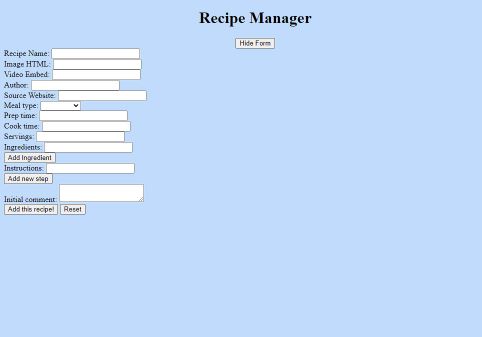 Recipe Manager
Hide Form
Recipe Name:
Image HTML:
Video Embed:
Author:
Source Website:
Meal type:
Prep time:
Cook time:
Servings:
Ingredients:
Add Ingredient
Instructions:
Add new step
Initial comment:
Add this recipe! Reset